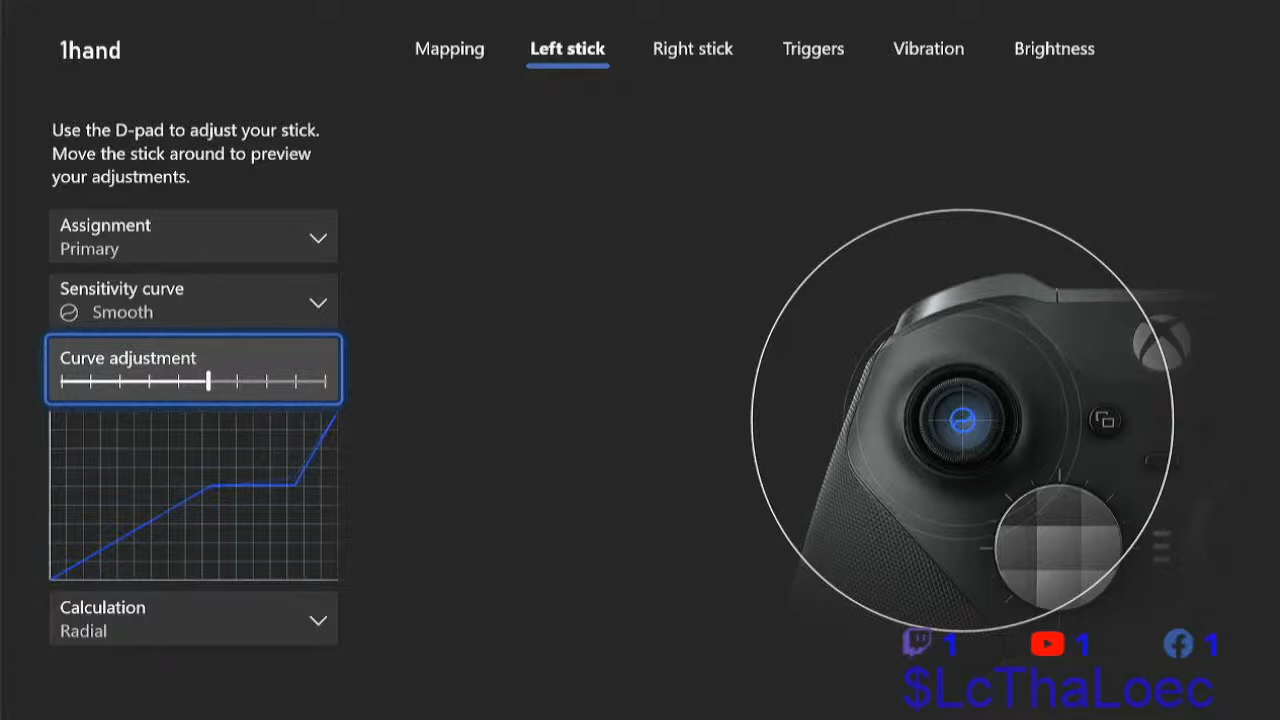 1hand
Mapping
Left stick
Right stick
Triggers
Vibration
Brightness
Use the D-pad to adjust your stick.
Move the stick around to preview
your adjustments.
Assignment
Primary
Sensitivity curve
Smooth
Curve adjustment
Calculation
Radial
1 1 1
$LcThaLoec